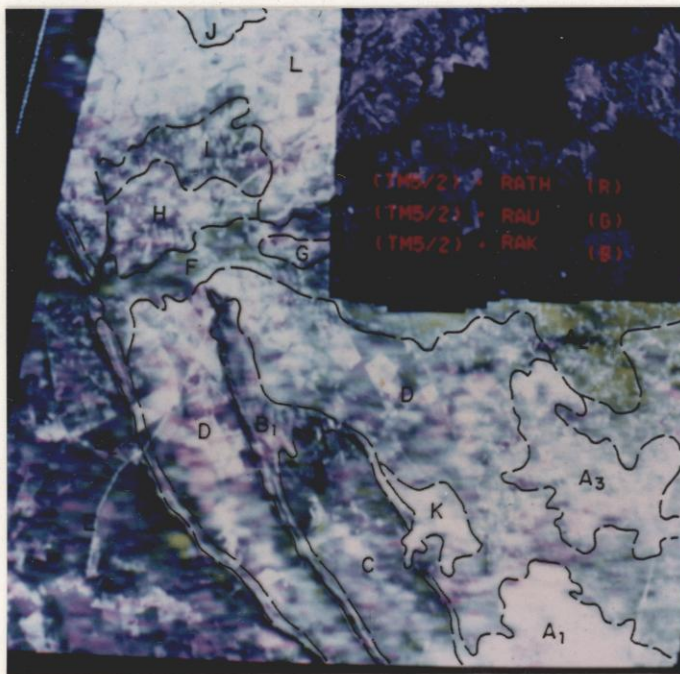 J
L
I
(TM5/2) - RATH (R)
H
(TM5/2) - RAU (G)
(TM5/2) - RAK (B)
G
F
D
B₁
D
A₃
K
C
A₁